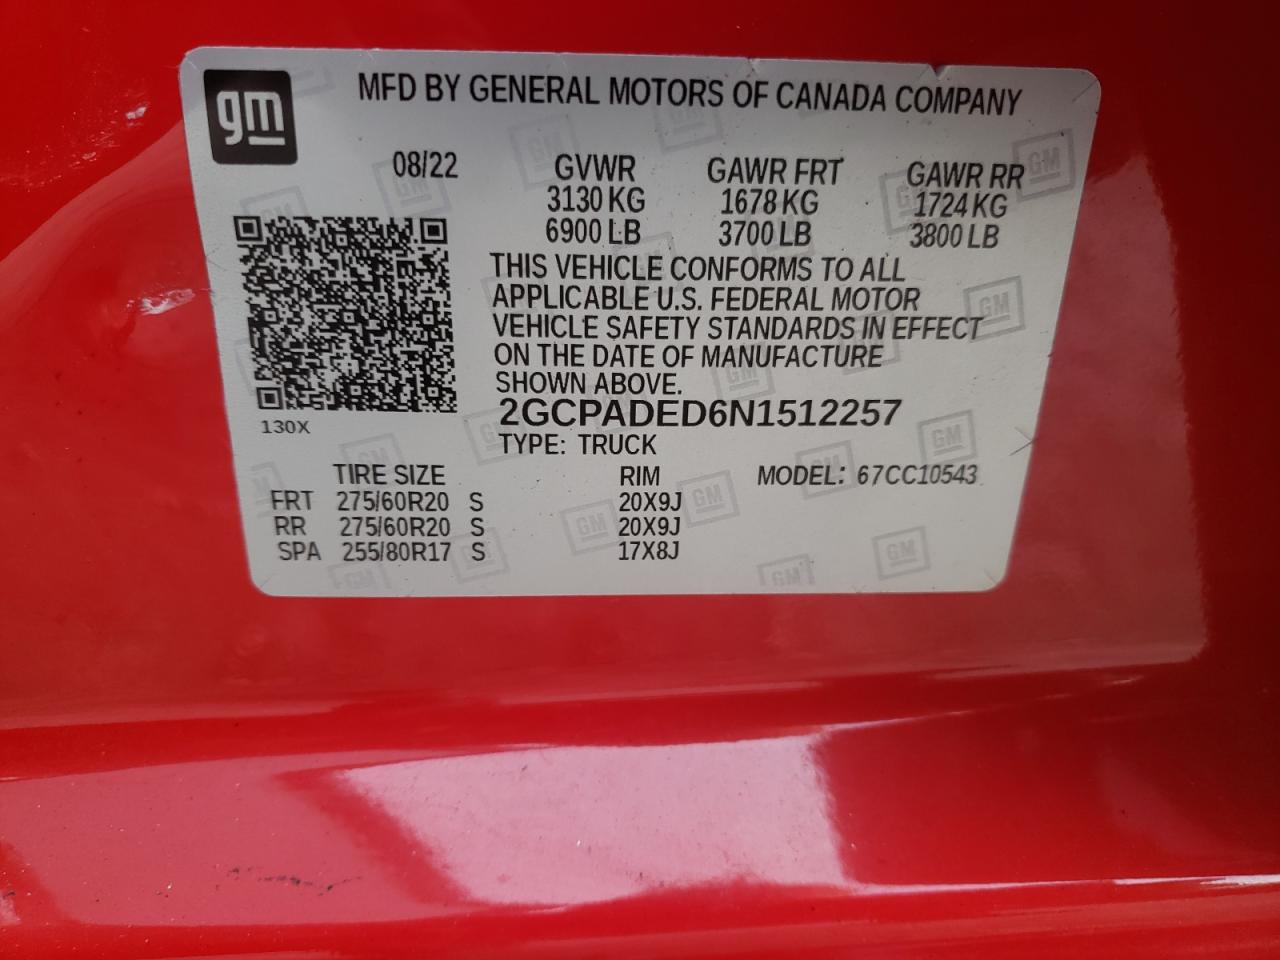 gm
MFD BY GENERAL MOTORS OF CANADA COMPANY
08/22 GVWR GAWR FRT GAWR RR
3130 KG 1678 KG 1724 KG
6900 LB 3700 LB 3800 LB
THIS VEHICLE CONFORMS TO ALL
APPLICABLE U.S. FEDERAL MOTOR
VEHICLE SAFETY STANDARDS IN EFFECT
ON THE DATE OF MANUFACTURE
SHOWN ABOVE.
130X
2GCPADED6N1512257
TYPE: TRUCK
TIRE SIZE RIM MODEL: 67CC10543
FRT 275/60R20 S 20X9J
RR 275/60R20 S 20X9J
SPA 255/80R17 S 17X8J